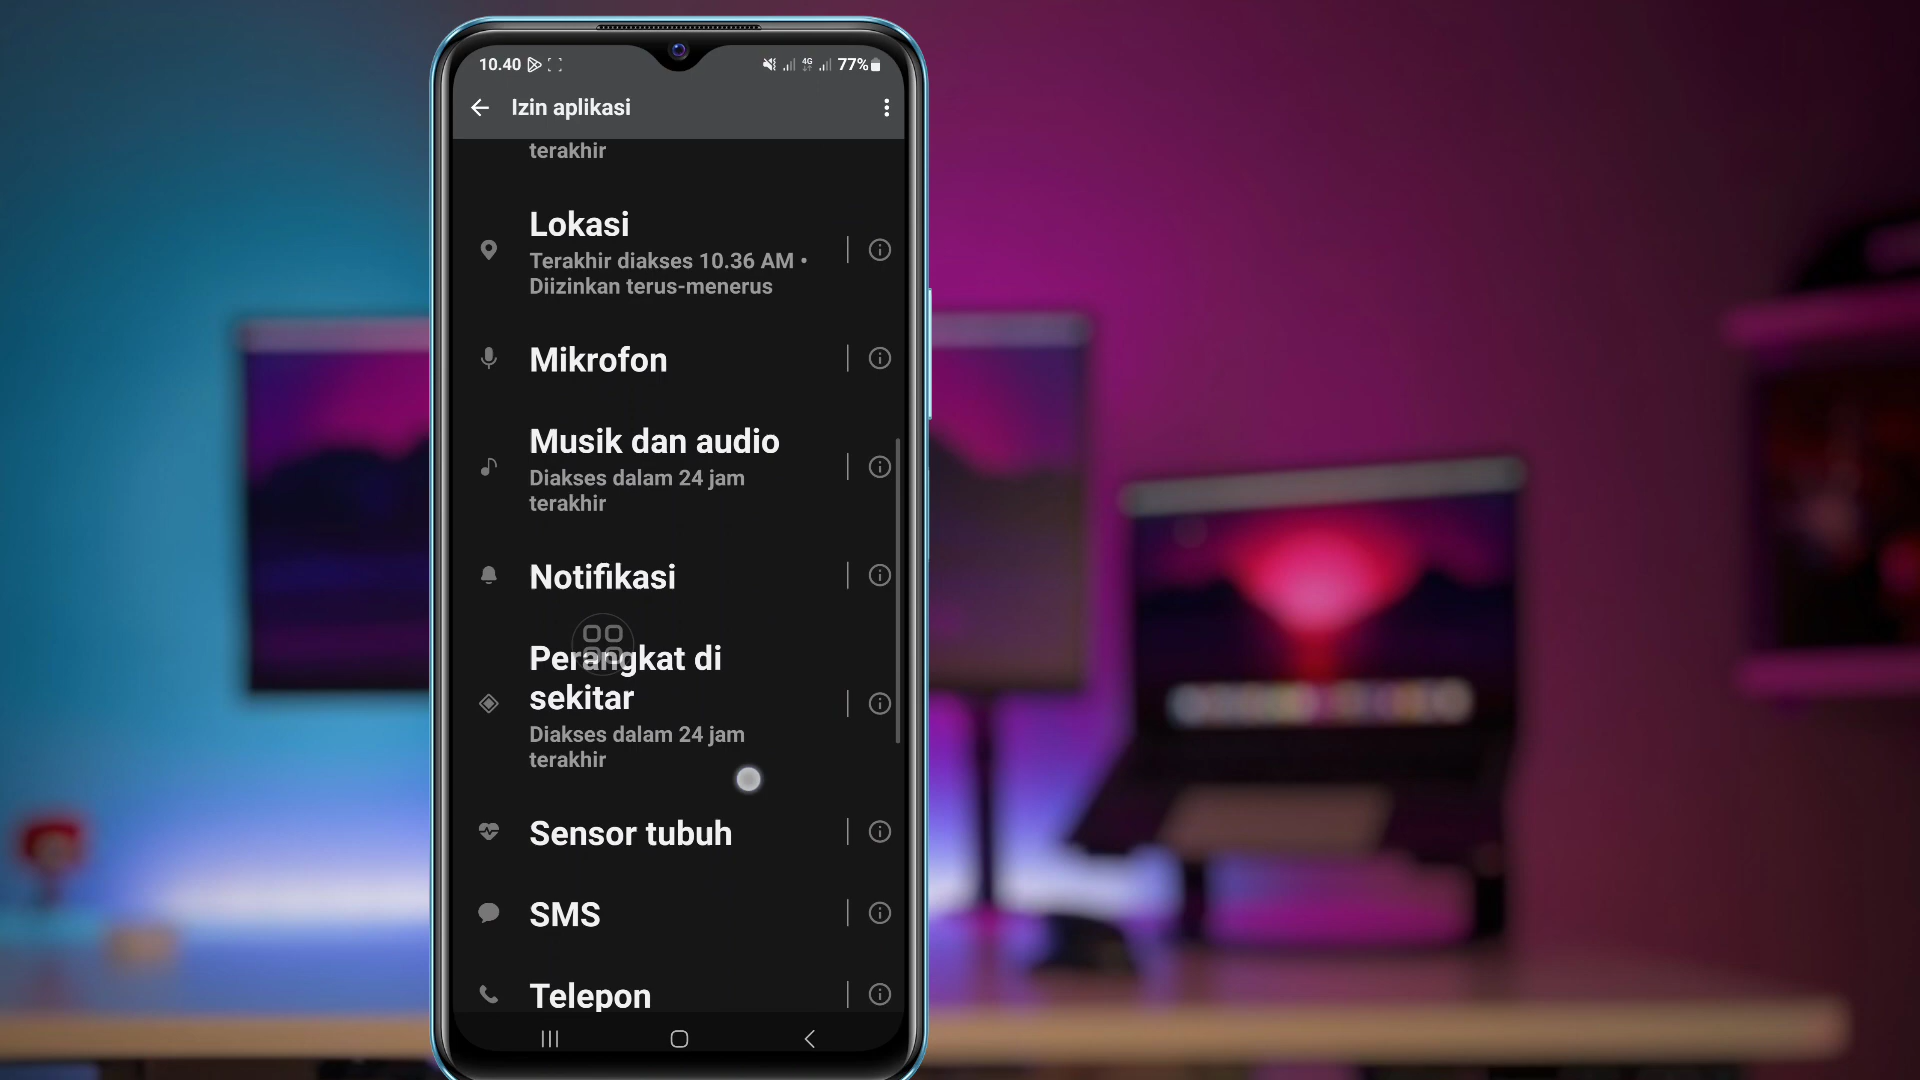 10.40
4G
77%
Izin aplikasi
terakhir
Lokasi
Terakhir diakses 10.36 AM •
Diizinkan terus-menerus
Mikrofon
Musik dan audio
Diakses dalam 24 jam
terakhir
Notifikasi
Perangkat di
sekitar
Diakses dalam 24 jam
terakhir
Sensor tubuh
SMS
Telepon